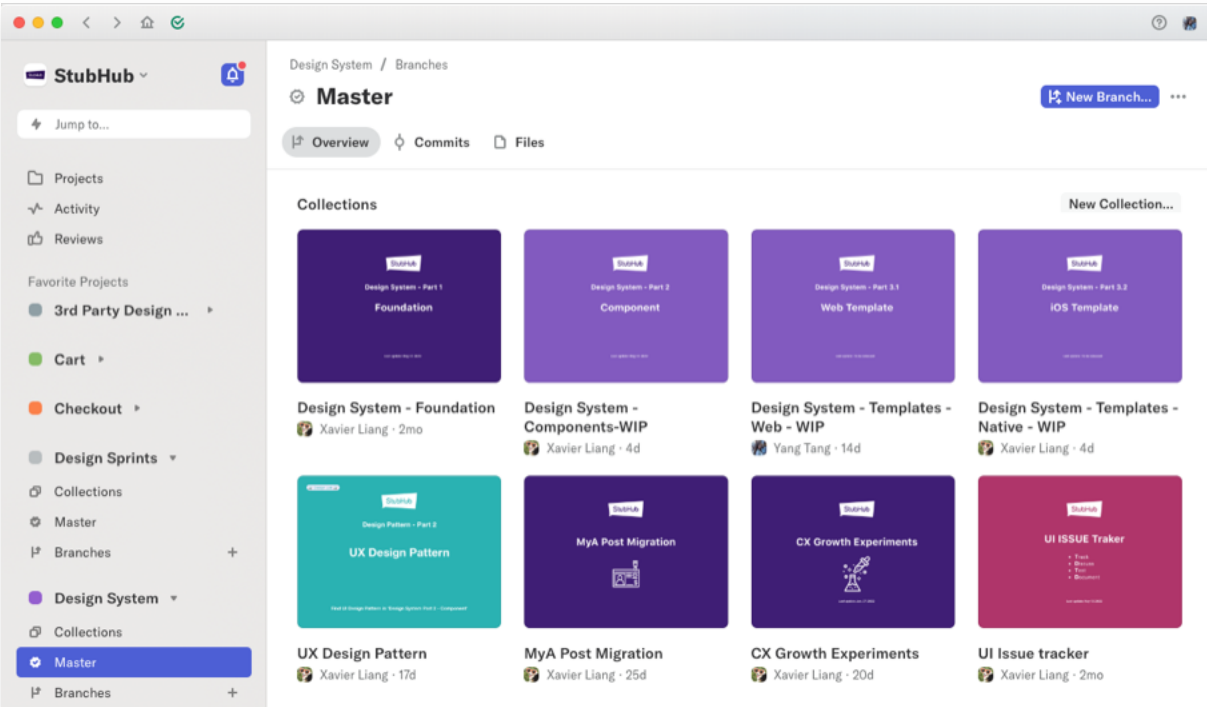 StubHub
Jump to...
Projects
Activity
Reviews
Favorite Projects
3rd Party Design ...
Cart
Checkout
Design Sprints
Collections
Master
Branches
Design System
Collections
Master
Branches
Design System / Branches
Master
New Branch...
Overview
Commits
Files
Collections
New Collection...
StubHub
Design System - Part 1
Foundation
Design System - Foundation
Xavier Liang · 2mo
StubHub
Design System - Part 2
Component
Design System -
Components-WIP
Xavier Liang · 4d
StubHub
Design System - Part 3.1
Web Template
Design System - Templates -
Web - WIP
Yang Tang · 14d
StubHub
Design System - Part 3.2
iOS Template
Design System - Templates -
Native - WIP
Xavier Liang · 4d
StubHub
Design Pattern - Part 2
UX Design Pattern
UX Design Pattern
Xavier Liang · 17d
StubHub
MyA Post Migration
MyA Post Migration
Xavier Liang · 25d
StubHub
CX Growth Experiments
CX Growth Experiments
Xavier Liang · 20d
StubHub
UI ISSUE Traker
Track
Discuss
Test
Document
UI Issue tracker
Xavier Liang · 2mo